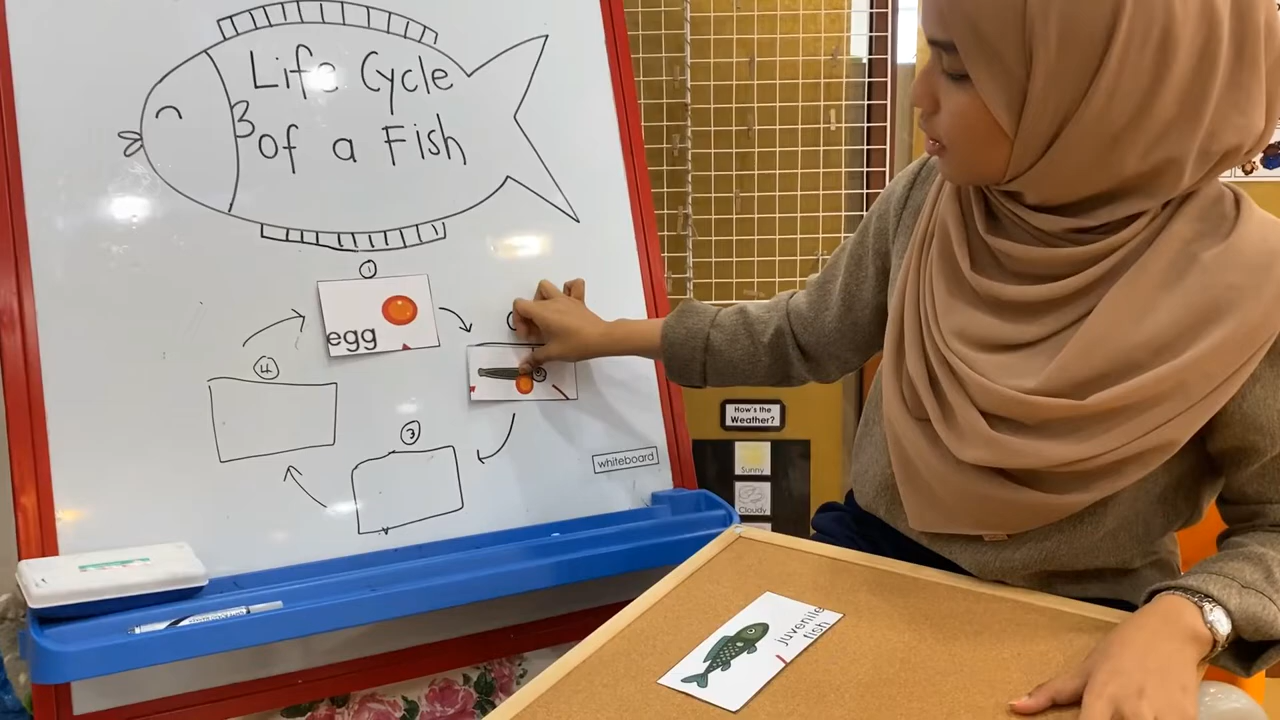 Life Cycle
of a Fish
1
egg
4
3
whiteboard
How's the
Weather?
Sunny
Cloudy
juvenile
fish